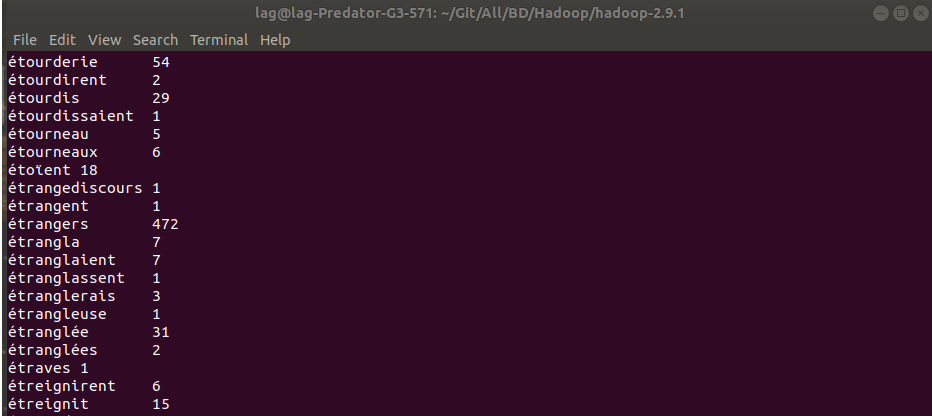 lag@lag-Predator-G3-571: ~/Git/All/BD/Hadoop/hadoop-2.9.1
File Edit View Search Terminal Help
étourderie 54
étourdirent 2
étourdis 29
étourdissaient 1
étourneau 5
étourneaux 6
étoïent 18
étrangediscours 1
étrangent 1
étrangers 472
étrangla 7
étranglaient 7
étranglassent 1
étranglerais 3
étrangleuse 1
étranglée 31
étranglées 2
étraves 1
étreignirent 6
étreignit 15